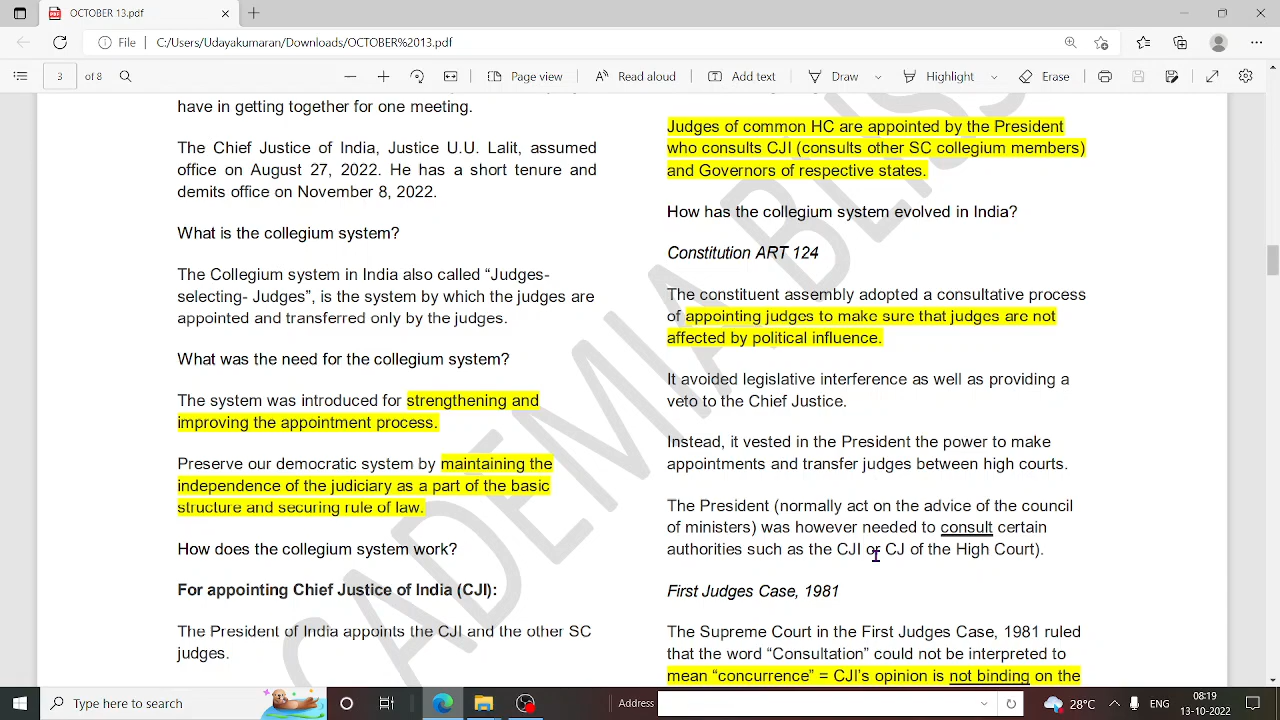 OCTOBER 13.pdf
File
C:/Users/Udayakumaran/Downloads/OCTOBER%2013.pdf
3
of 8
Page view
Read aloud
Add text
Draw
Highlight
Erase
have in getting together for one meeting.
The Chief Justice of India, Justice U.U. Lalit, assumed
office on August 27, 2022. He has a short tenure and
demits office on November 8, 2022.
What is the collegium system?
The Collegium system in India also called “Judges-
selecting- Judges”, is the system by which the judges are
appointed and transferred only by the judges.
What was the need for the collegium system?
The system was introduced for strengthening and
improving the appointment process.
Preserve our democratic system by maintaining the
independence of the judiciary as a part of the basic
structure and securing rule of law.
How does the collegium system work?
For appointing Chief Justice of India (CJI):
The President of India appoints the CJI and the other SC
judges.
Judges of common HC are appointed by the President
who consults CJI (consults other SC collegium members)
and Governors of respective states.
How has the collegium system evolved in India?
Constitution ART 124
The constituent assembly adopted a consultative process
of appointing judges to make sure that judges are not
affected by political influence.
It avoided legislative interference as well as providing a
veto to the Chief Justice.
Instead, it vested in the President the power to make
appointments and transfer judges between high courts.
The President (normally act on the advice of the council
of ministers) was however needed to consult certain
authorities such as the CJI or CJ of the High Court).
First Judges Case, 1981
The Supreme Court in the First Judges Case, 1981 ruled
that the word “Consultation” could not be interpreted to
mean “concurrence” = CJI’s opinion is not binding on the
Type here to search
Address
28°C
ENG
08:19
13-10-2022